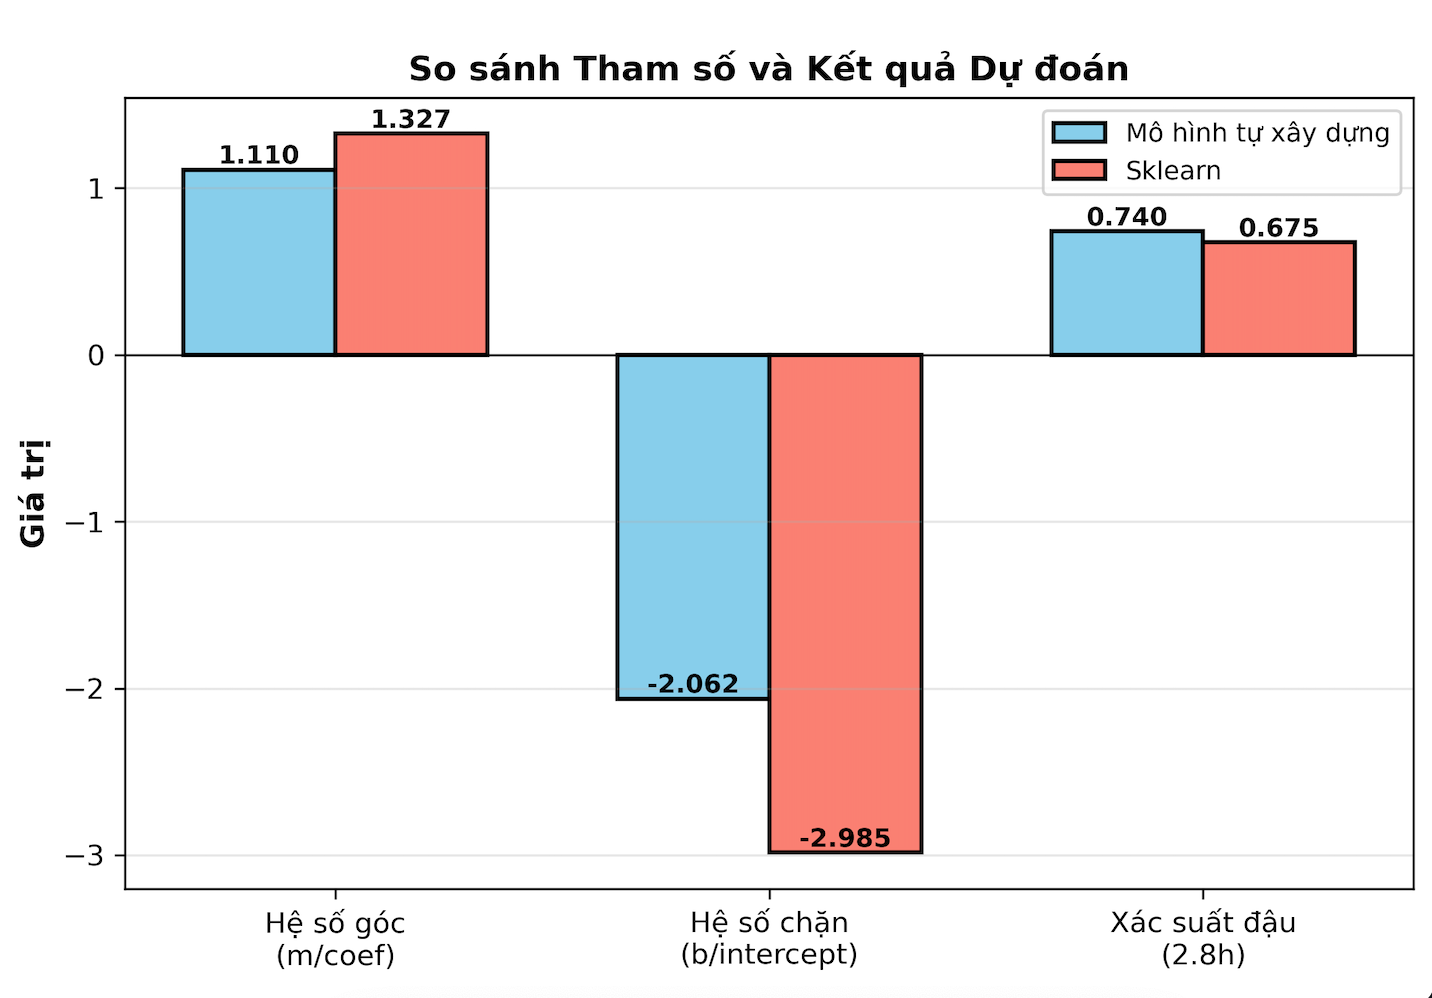 So sánh Tham số và Kết quả Dự đoán
Mô hình tự xây dựng
Sklearn
1.110
1.327
0.740
0.675
-2.062
-2.985
Giá trị
1
0
−1
−2
−3
Hệ số góc
(m/coef)
Hệ số chặn
(b/intercept)
Xác suất đậu
(2.8h)